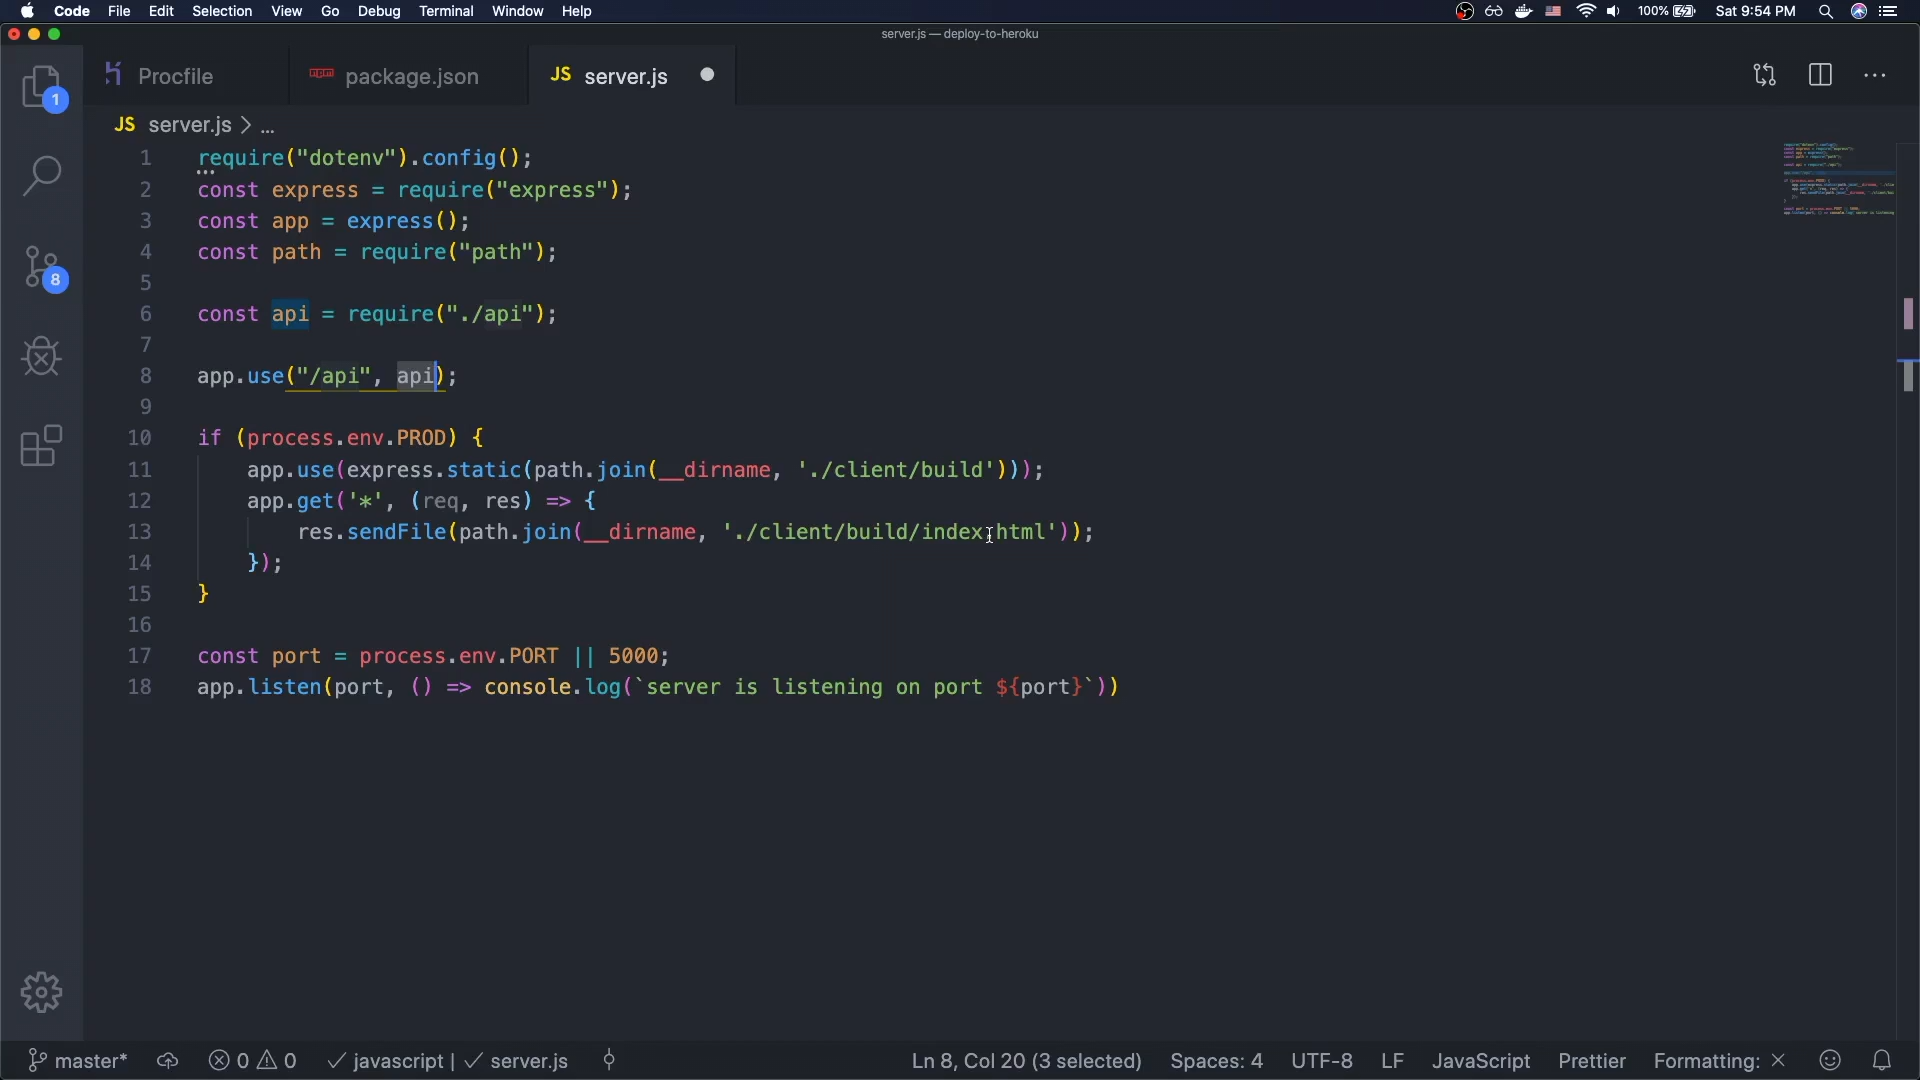 Code File Edit Selection View Go Debug Terminal Window Help 100% Sat 9:54 PM
server.js — deploy-to-heroku
Procfile package.json JS server.js
1
JS server.js > ...
1 require("dotenv").config();
2 const express = require("express");
3 const app = express();
4 const path = require("path");
5
6 const api = require("./api");
7
8 app.use("/api", api);
9
10 if (process.env.PROD) {
11 app.use(express.static(path.join(__dirname, './client/build')));
12 app.get('*', (req, res) => {
13 res.sendFile(path.join(__dirname, './client/build/index.html'));
14 });
15 }
16
17 const port = process.env.PORT || 5000;
18 app.listen(port, () => console.log(`server is listening on port ${port}`))
8
master* 0 0 javascript | server.js Ln 8, Col 20 (3 selected) Spaces: 4 UTF-8 LF JavaScript Prettier Formatting: ×